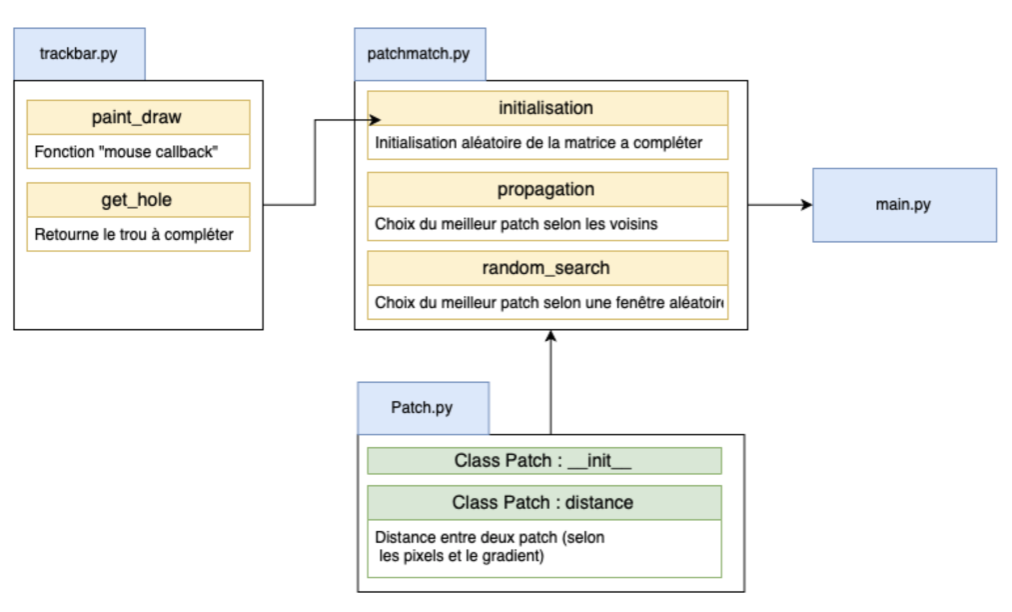 trackbar.py
paint_draw
Fonction "mouse callback"
get_hole
Retourne le trou à compléter
patchmatch.py
initialisation
Initialisation aléatoire de la matrice a compléter
propagation
Choix du meilleur patch selon les voisins
random_search
Choix du meilleur patch selon une fenêtre aléatoire
main.py
Patch.py
Class Patch : __init__
Class Patch : distance
Distance entre deux patch (selon
les pixels et le gradient)